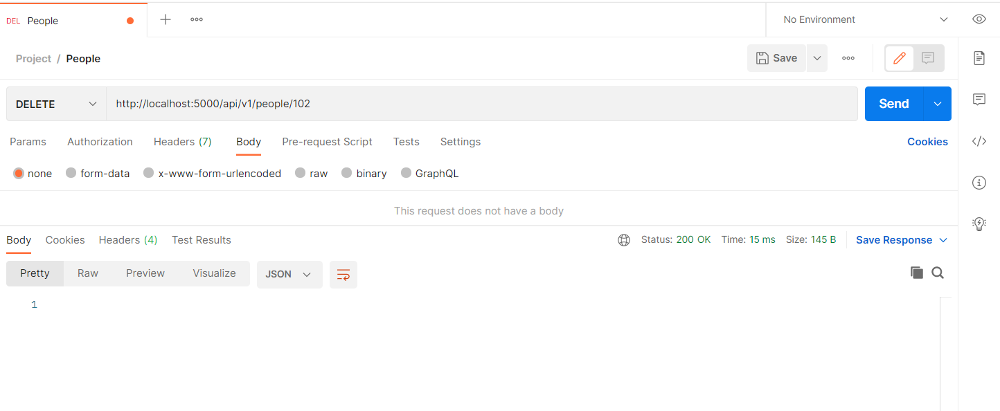 DEL People No Environment
Project / People Save
DELETE http://localhost:5000/api/v1/people/102 Send
Params Authorization Headers (7) Body Pre-request Script Tests Settings Cookies
none form-data x-www-form-urlencoded raw binary GraphQL
This request does not have a body
Body Cookies Headers (4) Test Results Status: 200 OK Time: 15 ms Size: 145 B Save Response
Pretty Raw Preview Visualize JSON
1